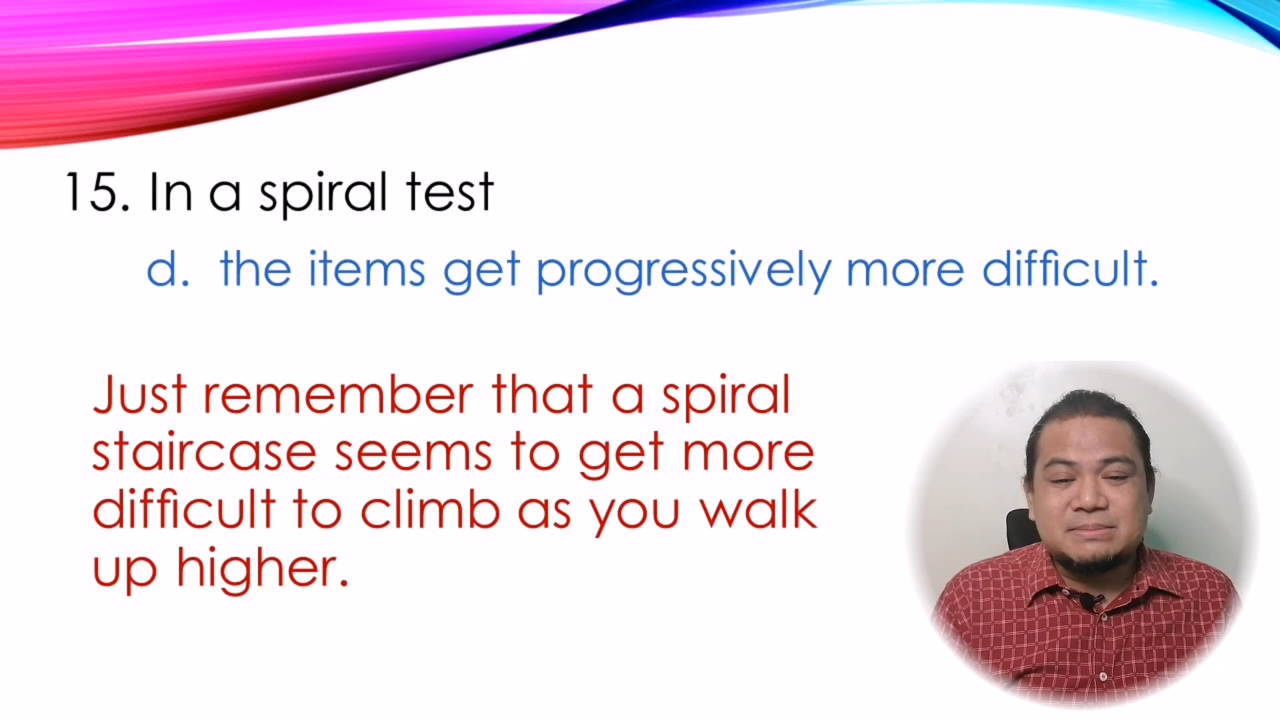 15. In a spiral test
d. the items get progressively more difficult.
Just remember that a spiral
staircase seems to get more
difficult to climb as you walk
up higher.